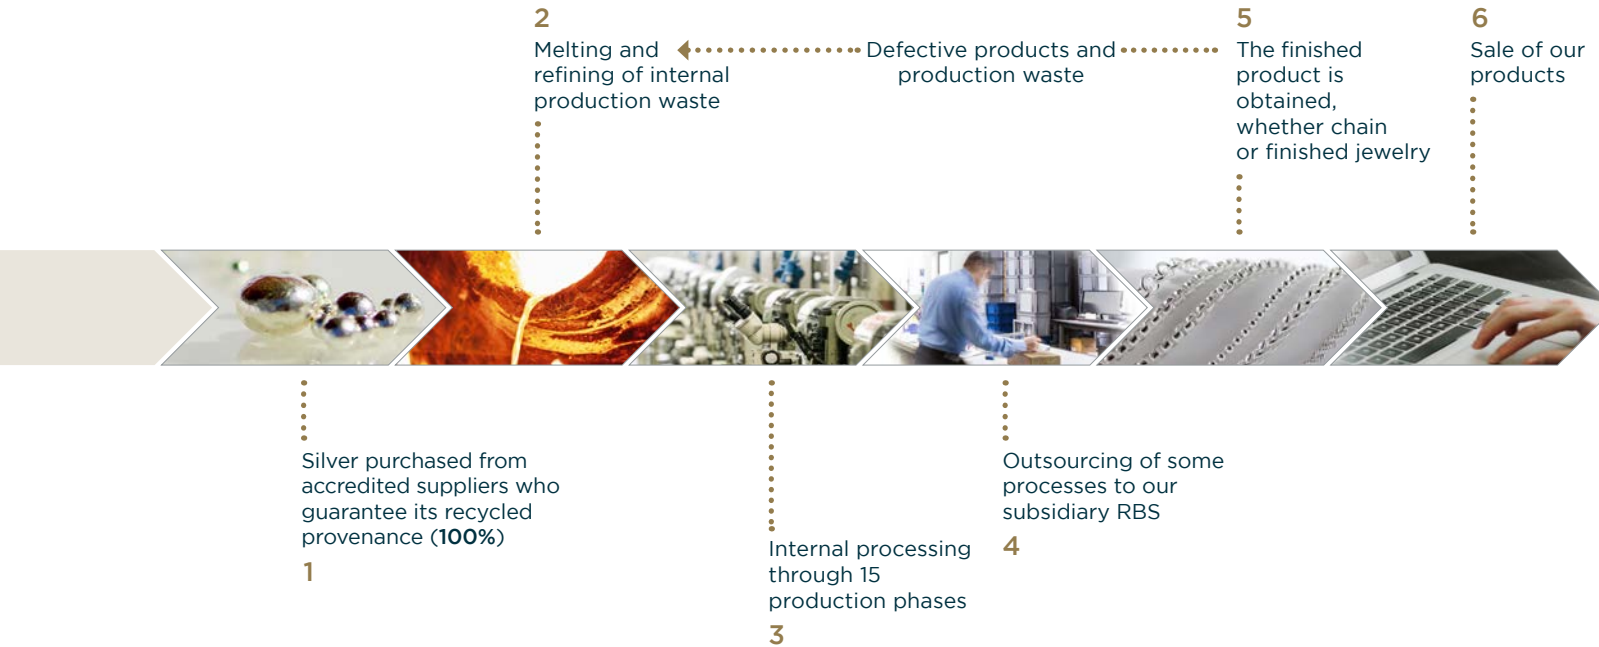 2
Melting and
refining of internal
production waste
Defective products and
production waste
5
The finished
product is
obtained,
whether chain
or finished jewelry
6
Sale of our
products
Silver purchased from
accredited suppliers who
guarantee its recycled
provenance (100%)
1
Internal processing
through 15
production phases
3
Outsourcing of some
processes to our
subsidiary RBS
4